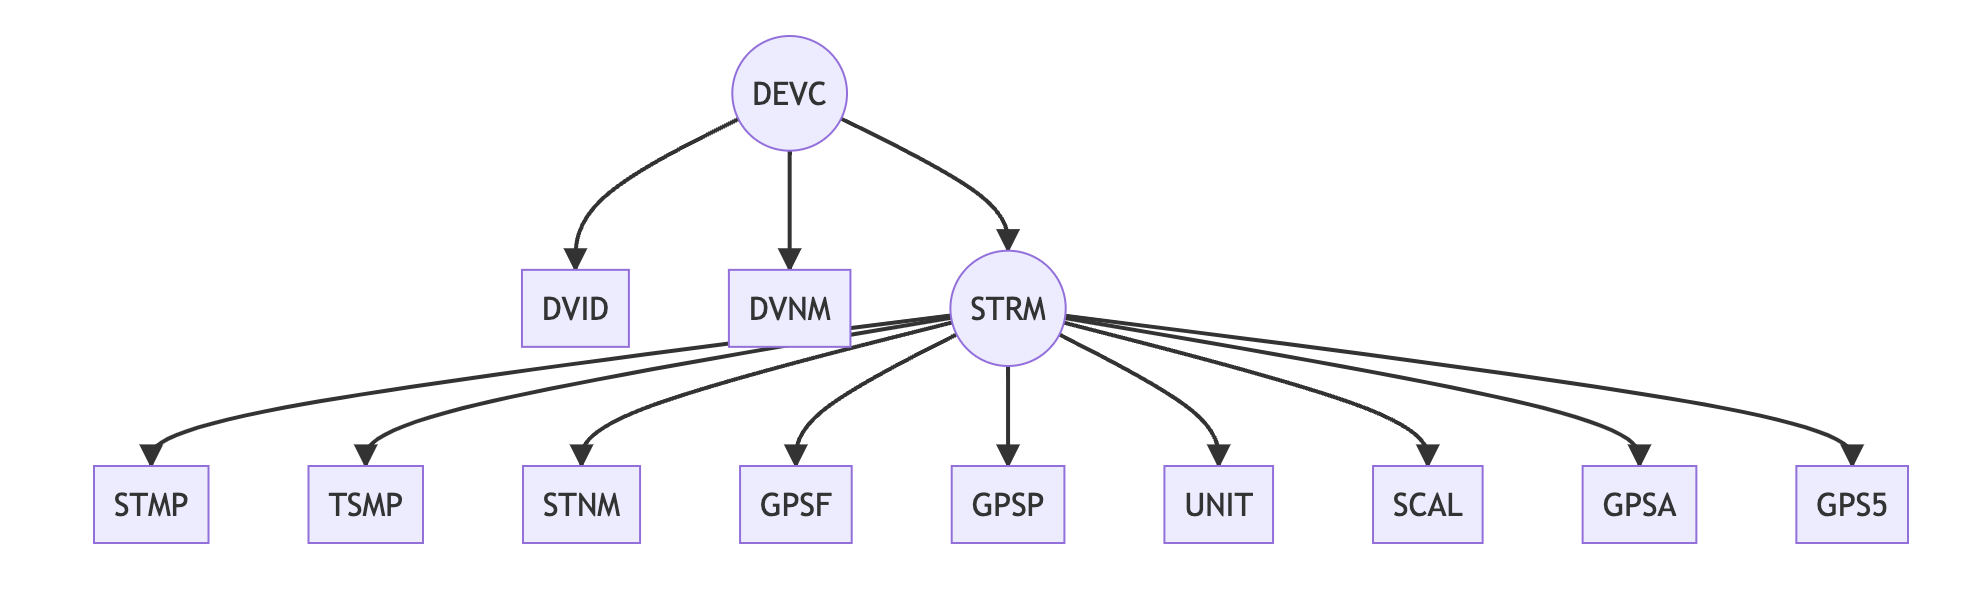 DEVC
DVID
DVNM
STRM
STMP
TSMP
STNM
GPSF
GPSP
UNIT
SCAL
GPSA
GPS5